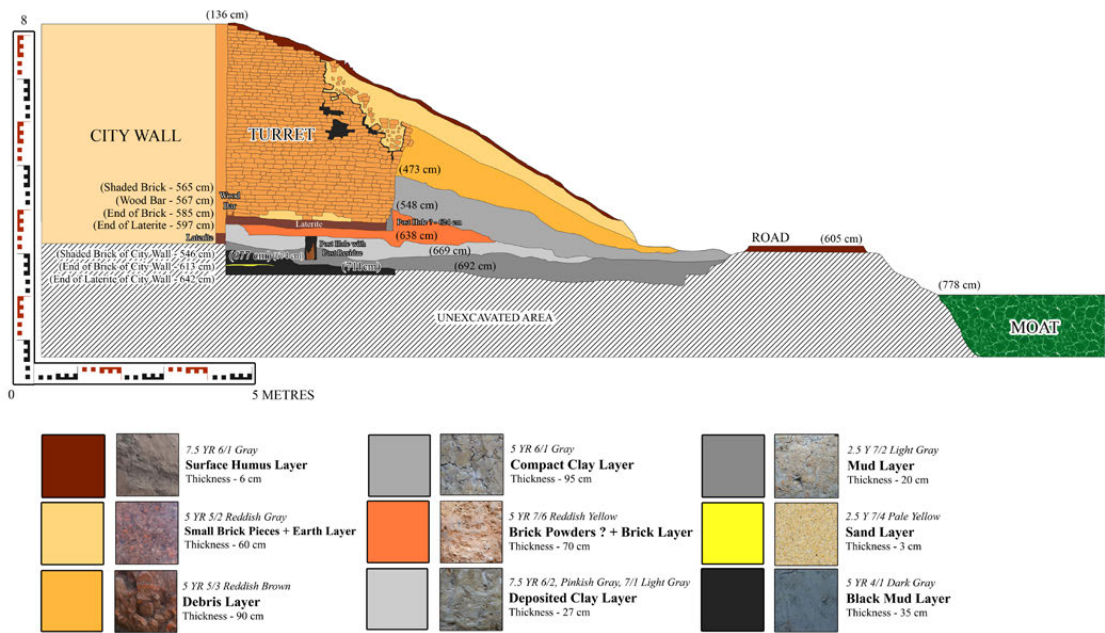 (136 cm)
8
CITY WALL
TURRET
(473 cm)
(Shaded Brick - 565 cm)
(Wood Bar - 567 cm)
(End of Brick - 585 cm)
(End of Laterite - 597 cm)
Wood
Bar
(548 cm)
Laterite
Post Hole ? - 624 cm
(638 cm)
Laterite
Post Hole with
Post Residue
(669 cm)
ROAD
(605 cm)
(Shaded Brick of City Wall - 546 cm)
(End of Brick of City Wall - 613 cm)
(End of Laterite of City Wall - 642 cm)
(711 cm)
(692 cm)
(778 cm)
UNEXCAVATED AREA
MOAT
0
5 METRES
7.5 YR 6/1 Gray
Surface Humus Layer
Thickness - 6 cm
5 YR 5/2 Reddish Gray
Small Brick Pieces + Earth Layer
Thickness - 60 cm
5 YR 5/3 Reddish Brown
Debris Layer
Thickness - 90 cm
5 YR 6/1 Gray
Compact Clay Layer
Thickness - 95 cm
5 YR 7/6 Reddish Yellow
Brick Powders ? + Brick Layer
Thickness - 70 cm
7.5 YR 6/2, Pinkish Gray, 7/1 Light Gray
Deposited Clay Layer
Thickness - 27 cm
2.5 Y 7/2 Light Gray
Mud Layer
Thickness - 20 cm
2.5 Y 7/4 Pale Yellow
Sand Layer
Thickness - 3 cm
5 YR 4/1 Dark Gray
Black Mud Layer
Thickness - 35 cm